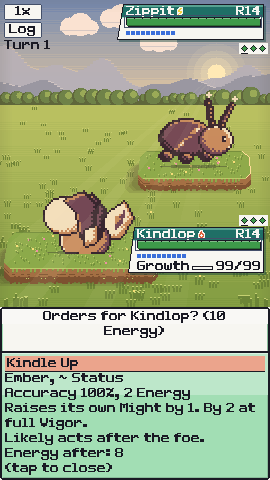 1x
Zippit R14
Log
Turn 1
Kindlop R14
Growth 99/99
Orders for Kindlop? (10
Energy)
Kindle Up
Ember, ~ Status
Accuracy 100%, 2 Energy
Raises its own Might by 1. By 2 at
full Vigor.
Likely acts after the foe.
Energy after: 8
(tap to close)